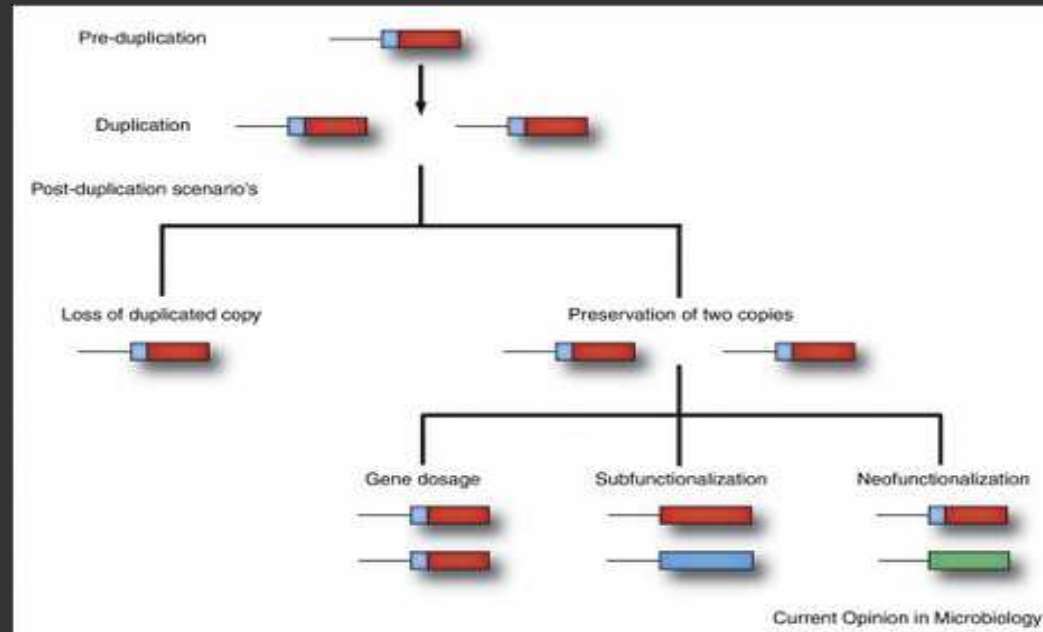 Pre-duplication
Duplication
Post-duplication scenario's
Loss of duplicated copy
Preservation of two copies
Gene dosage
Subfunctionalization
Neofunctionalization
Current Opinion in Microbiology